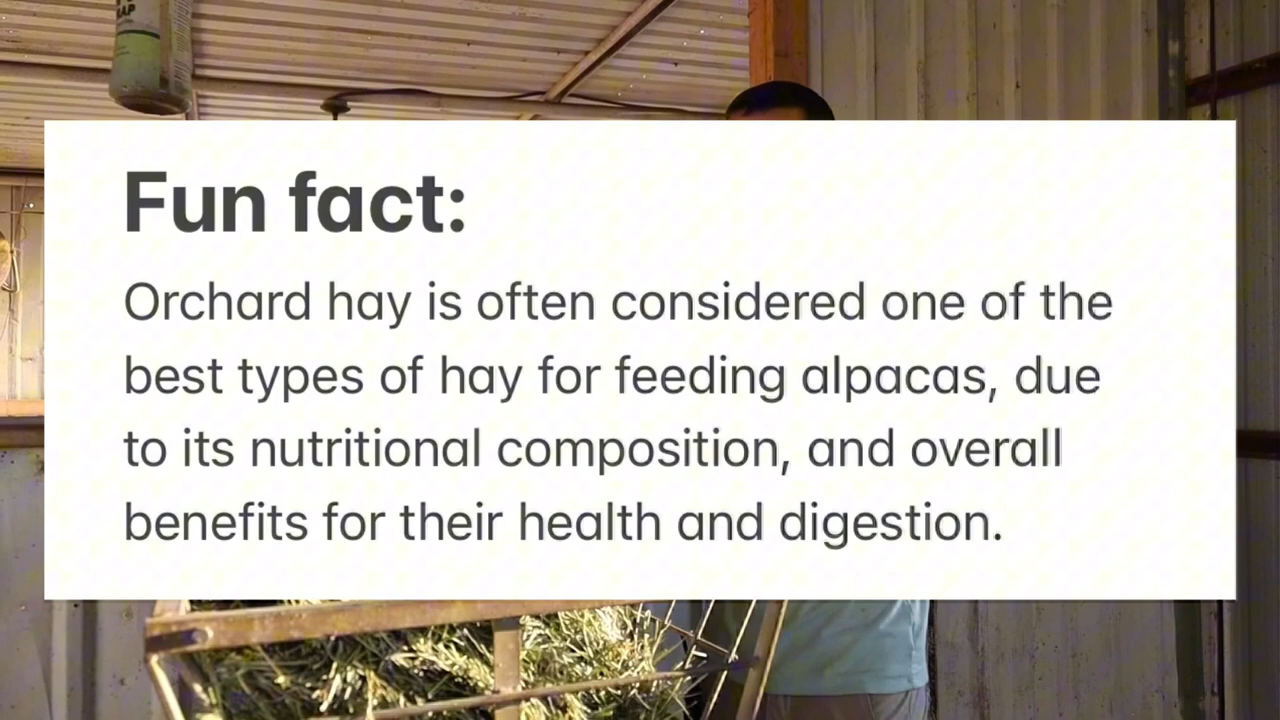 Fun fact:
Orchard hay is often considered one of the
best types of hay for feeding alpacas, due
to its nutritional composition, and overall
benefits for their health and digestion.